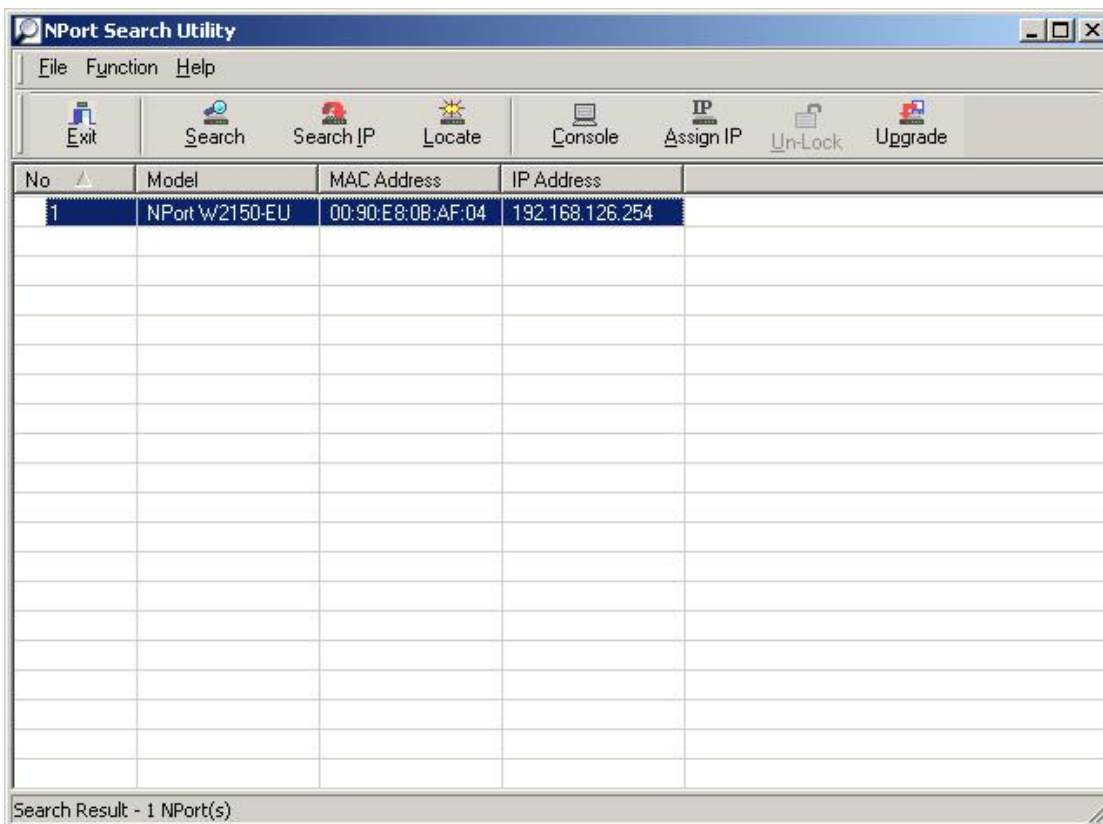 NPort Search Utility
File Function Help
Exit Search Search IP Locate Console IP Assign IP Un-Lock Upgrade
No Model MAC Address IP Address
1 NPort W2150-EU 00:90:E8:0B:AF:04 192.168.126.254
Search Result - 1 NPort(s)